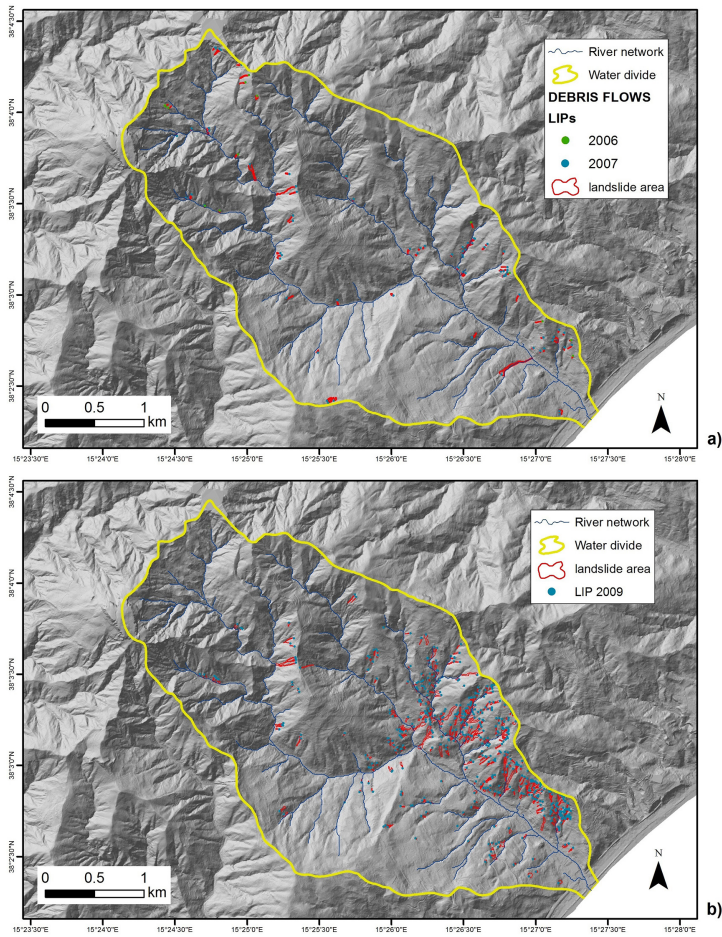 38°4'30"N
38°4'0"N
38°3'30"N
38°3'0"N
38°2'30"N
River network
Water divide
DEBRIS FLOWS
LIPs
2006
2007
landslide area
0 0.5 1
km
N
a)
15°23'30"E 15°24'0"E 15°24'30"E 15°25'0"E 15°25'30"E 15°26'0"E 15°26'30"E 15°27'0"E 15°27'30"E 15°28'0"E
38°4'30"N
38°4'0"N
38°3'30"N
38°3'0"N
38°2'30"N
River network
Water divide
landslide area
LIP 2009
0 0.5 1
km
N
b)
15°23'30"E 15°24'0"E 15°24'30"E 15°25'0"E 15°25'30"E 15°26'0"E 15°26'30"E 15°27'0"E 15°27'30"E 15°28'0"E